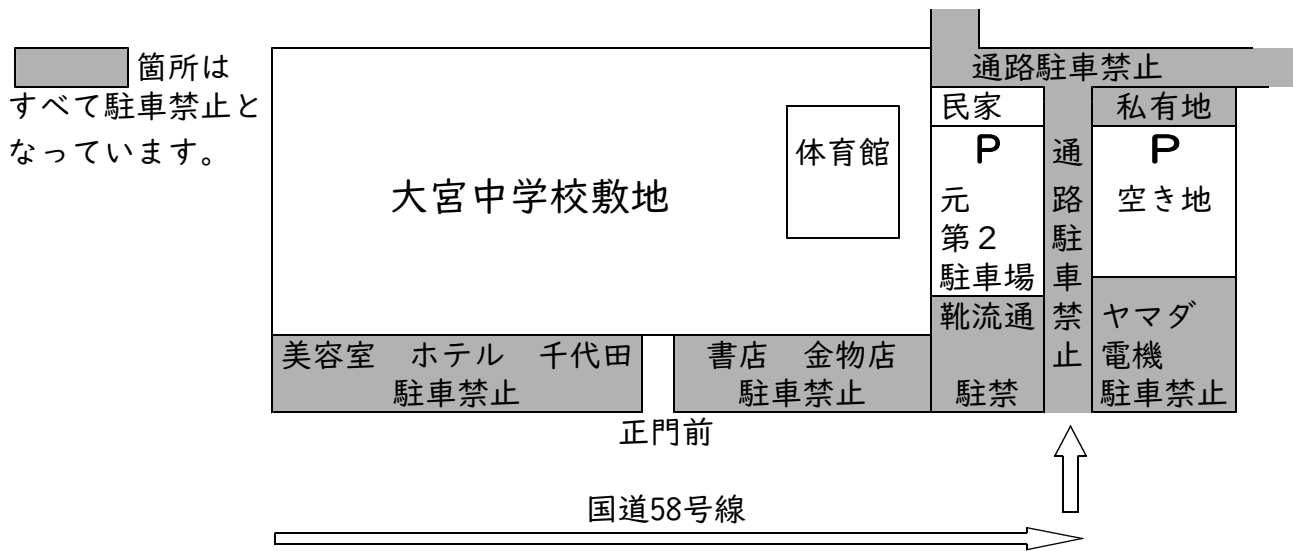 箇所は
すべて駐車禁止と
なっています。
通路駐車禁止
民家
私有地
体育館
P
通路駐車禁止
P
大宮中学校敷地
元
第２
駐車場
空き地
靴流通
駐禁
ヤマダ
電機
駐車禁止
美容室　ホテル　千代田
駐車禁止
書店　金物店
駐車禁止
正門前
国道58号線